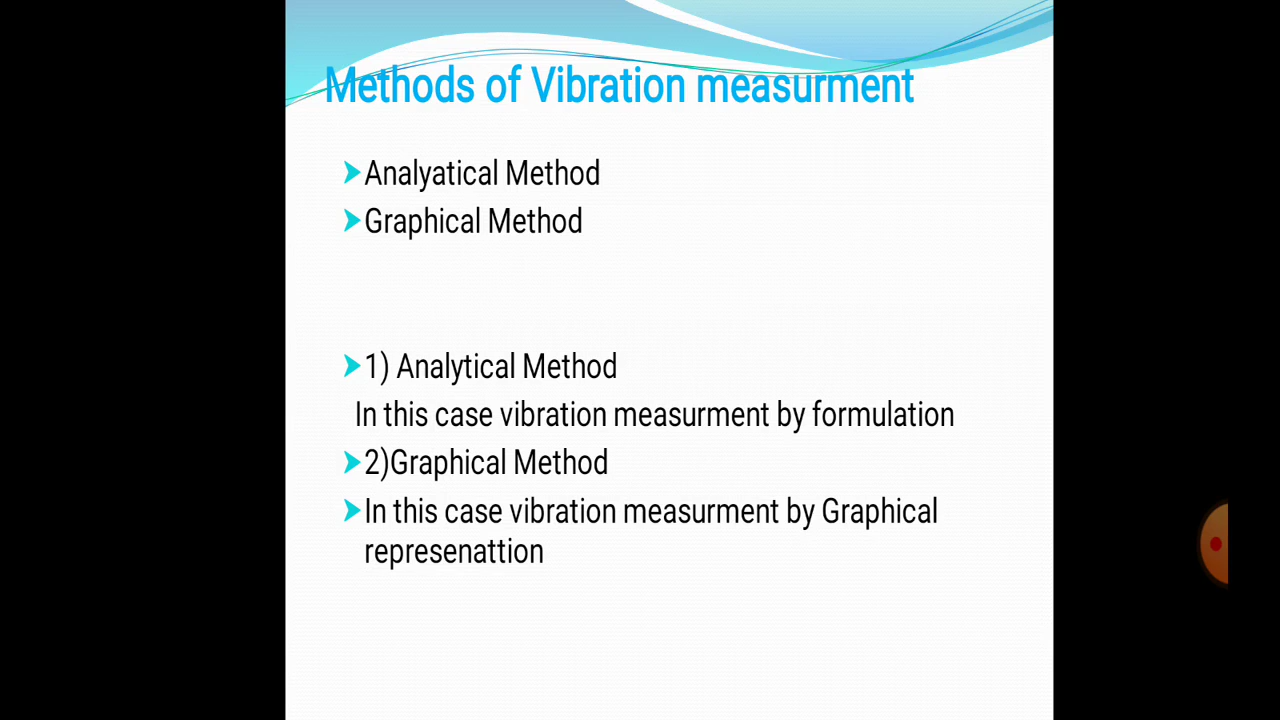 Methods of Vibration measurment
Analyatical Method
Graphical Method
1) Analytical Method
In this case vibration measurment by formulation
2)Graphical Method
In this case vibration measurment by Graphical
represenattion